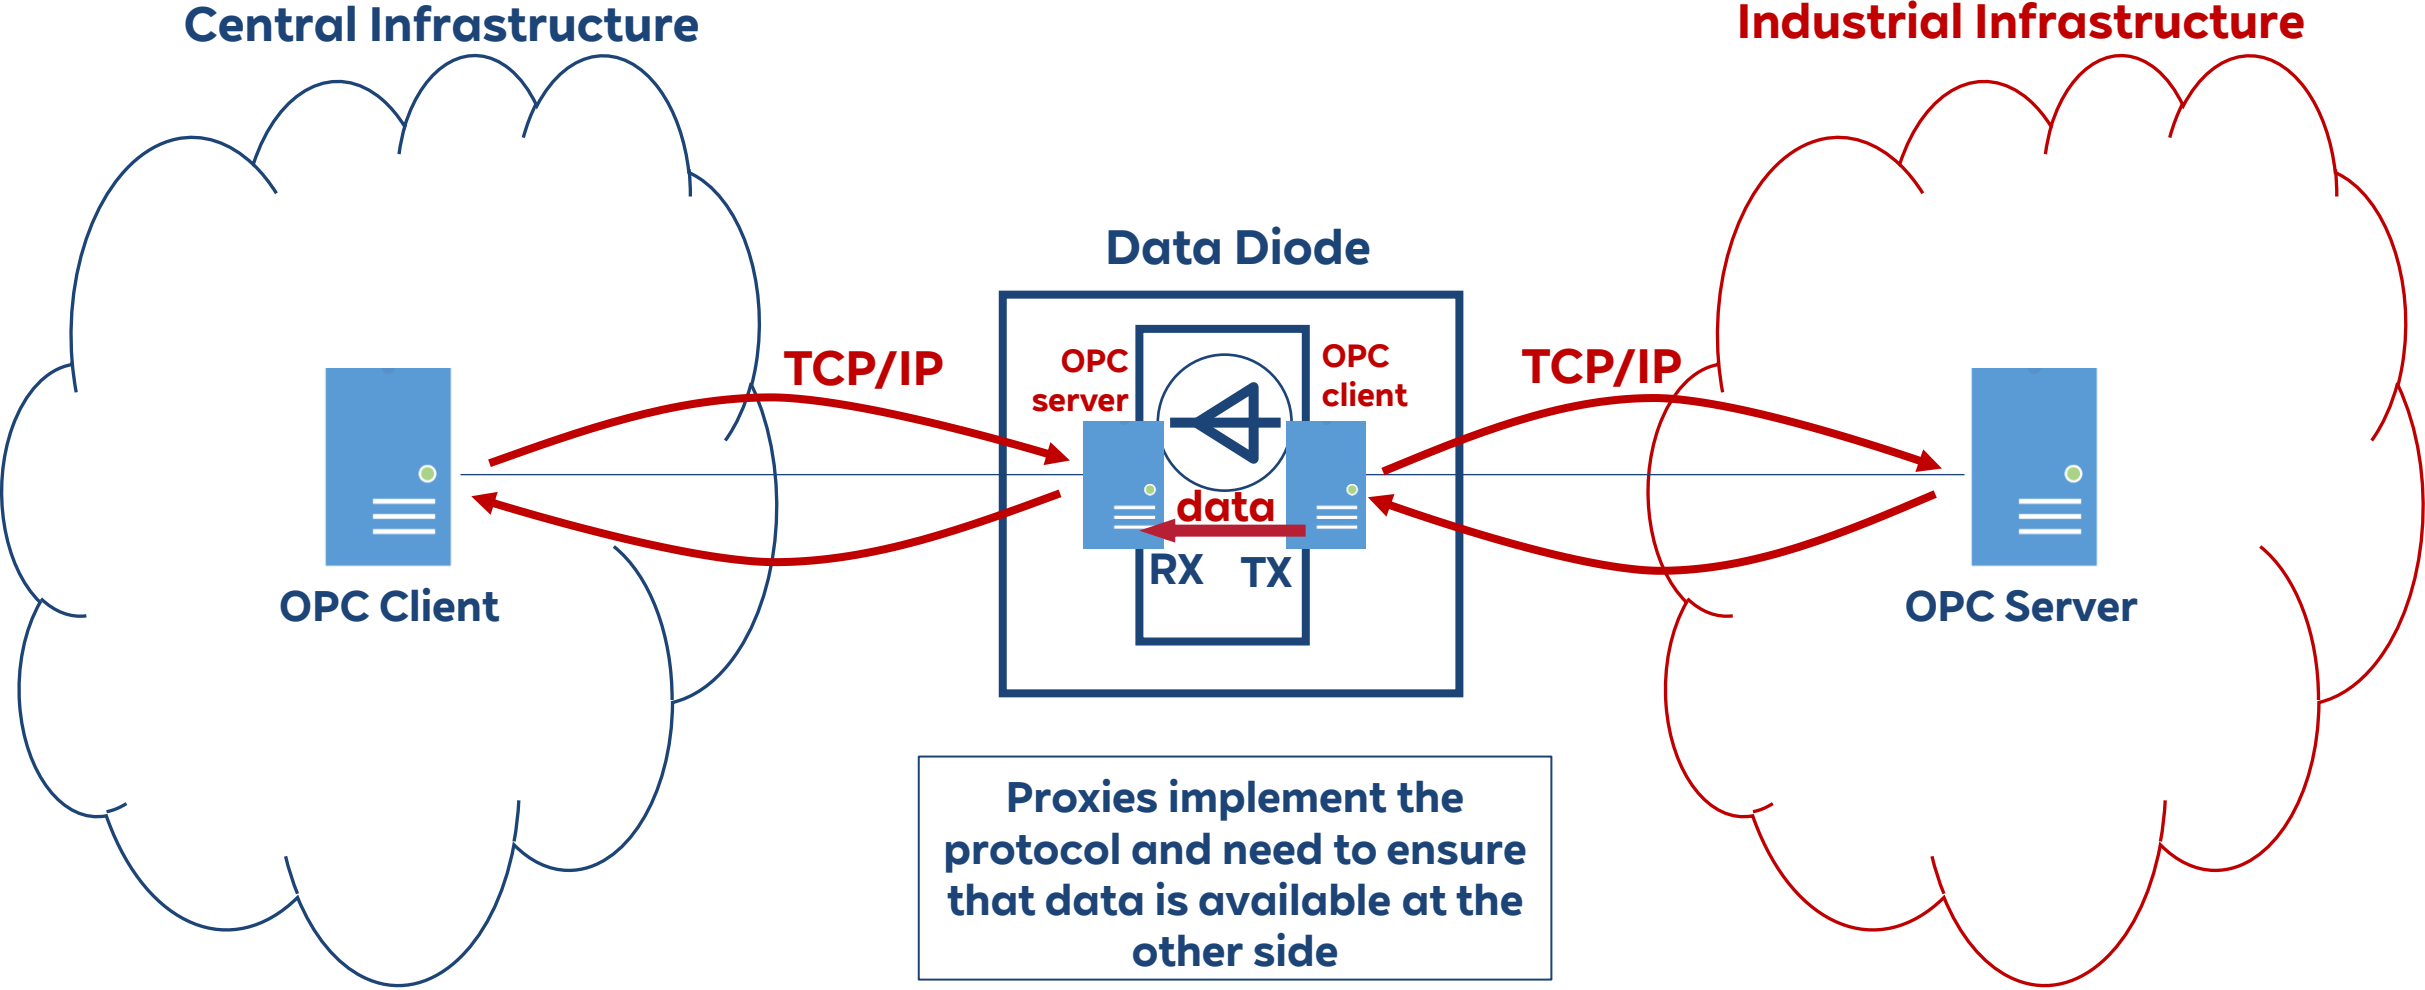 Central Infrastructure
Industrial Infrastructure
Data Diode
TCP/IP
OPC
server
OPC
client
TCP/IP
data
RX
TX
OPC Client
OPC Server
Proxies implement the
protocol and need to ensure
that data is available at the
other side